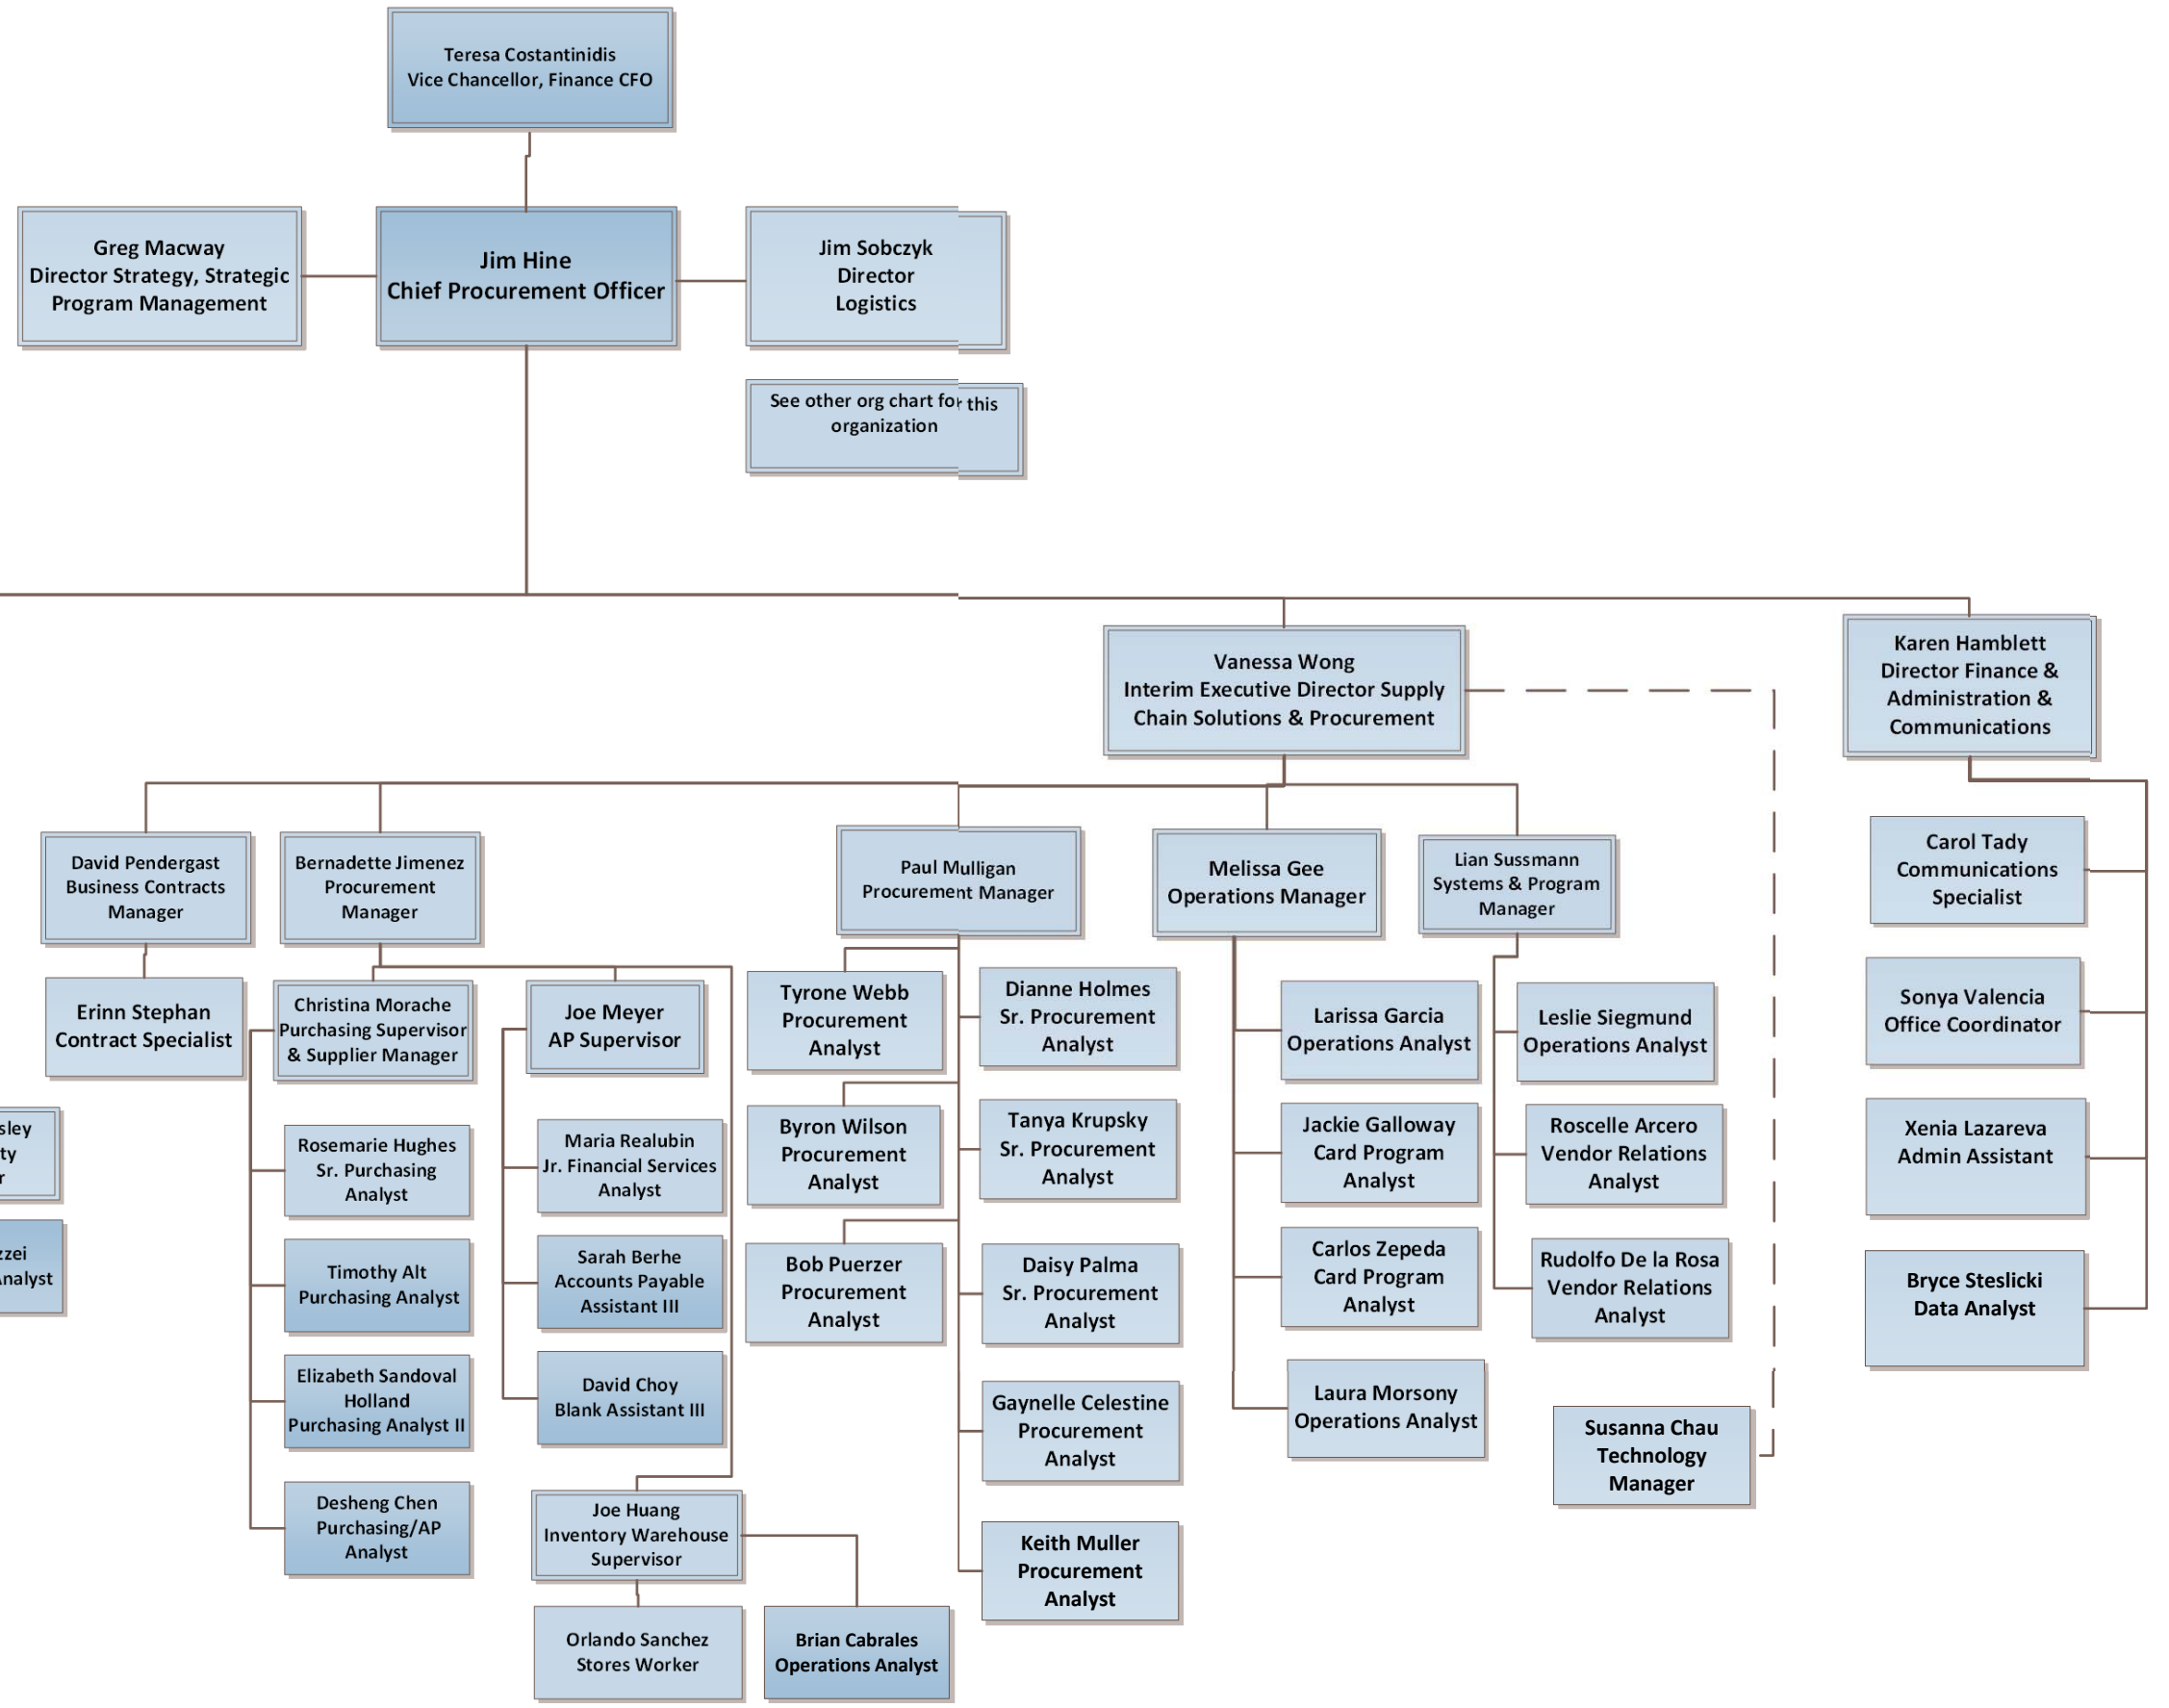 Teresa Costantinidis
Vice Chancellor, Finance CFO
Greg Macway
Director Strategy, Strategic
Program Management
Jim Hine
Chief Procurement Officer
Jim Sobczyk
Director
Logistics
See other org chart for this
organization
Vanessa Wong
Interim Executive Director Supply
Chain Solutions & Procurement
Karen Hamblett
Director Finance &
Administration &
Communications
David Pendergast
Business Contracts
Manager
Bernadette Jimenez
Procurement
Manager
Paul Mulligan
Procurement Manager
Melissa Gee
Operations Manager
Lian Sussmann
Systems & Program
Manager
Carol Tady
Communications
Specialist
Erinn Stephan
Contract Specialist
Christina Morache
Purchasing Supervisor
& Supplier Manager
Joe Meyer
AP Supervisor
Tyrone Webb
Procurement
Analyst
Dianne Holmes
Sr. Procurement
Analyst
Larissa Garcia
Operations Analyst
Leslie Siegmund
Operations Analyst
Sonya Valencia
Office Coordinator
sley
ty
r
Rosemarie Hughes
Sr. Purchasing
Analyst
Maria Realubin
Jr. Financial Services
Analyst
Byron Wilson
Procurement
Analyst
Tanya Krupsky
Sr. Procurement
Analyst
Jackie Galloway
Card Program
Analyst
Roscelle Arcero
Vendor Relations
Analyst
Xenia Lazareva
Admin Assistant
zzei
Analyst
Timothy Alt
Purchasing Analyst
Sarah Berhe
Accounts Payable
Assistant III
Bob Puerzer
Procurement
Analyst
Daisy Palma
Sr. Procurement
Analyst
Carlos Zepeda
Card Program
Analyst
Rudolfo De la Rosa
Vendor Relations
Analyst
Bryce Steslicki
Data Analyst
Elizabeth Sandoval
Holland
Purchasing Analyst II
David Choy
Blank Assistant III
Gaynelle Celestine
Procurement
Analyst
Laura Morsony
Operations Analyst
Susanna Chau
Technology
Manager
Desheng Chen
Purchasing/AP
Analyst
Joe Huang
Inventory Warehouse
Supervisor
Keith Muller
Procurement
Analyst
Orlando Sanchez
Stores Worker
Brian Cabrales
Operations Analyst